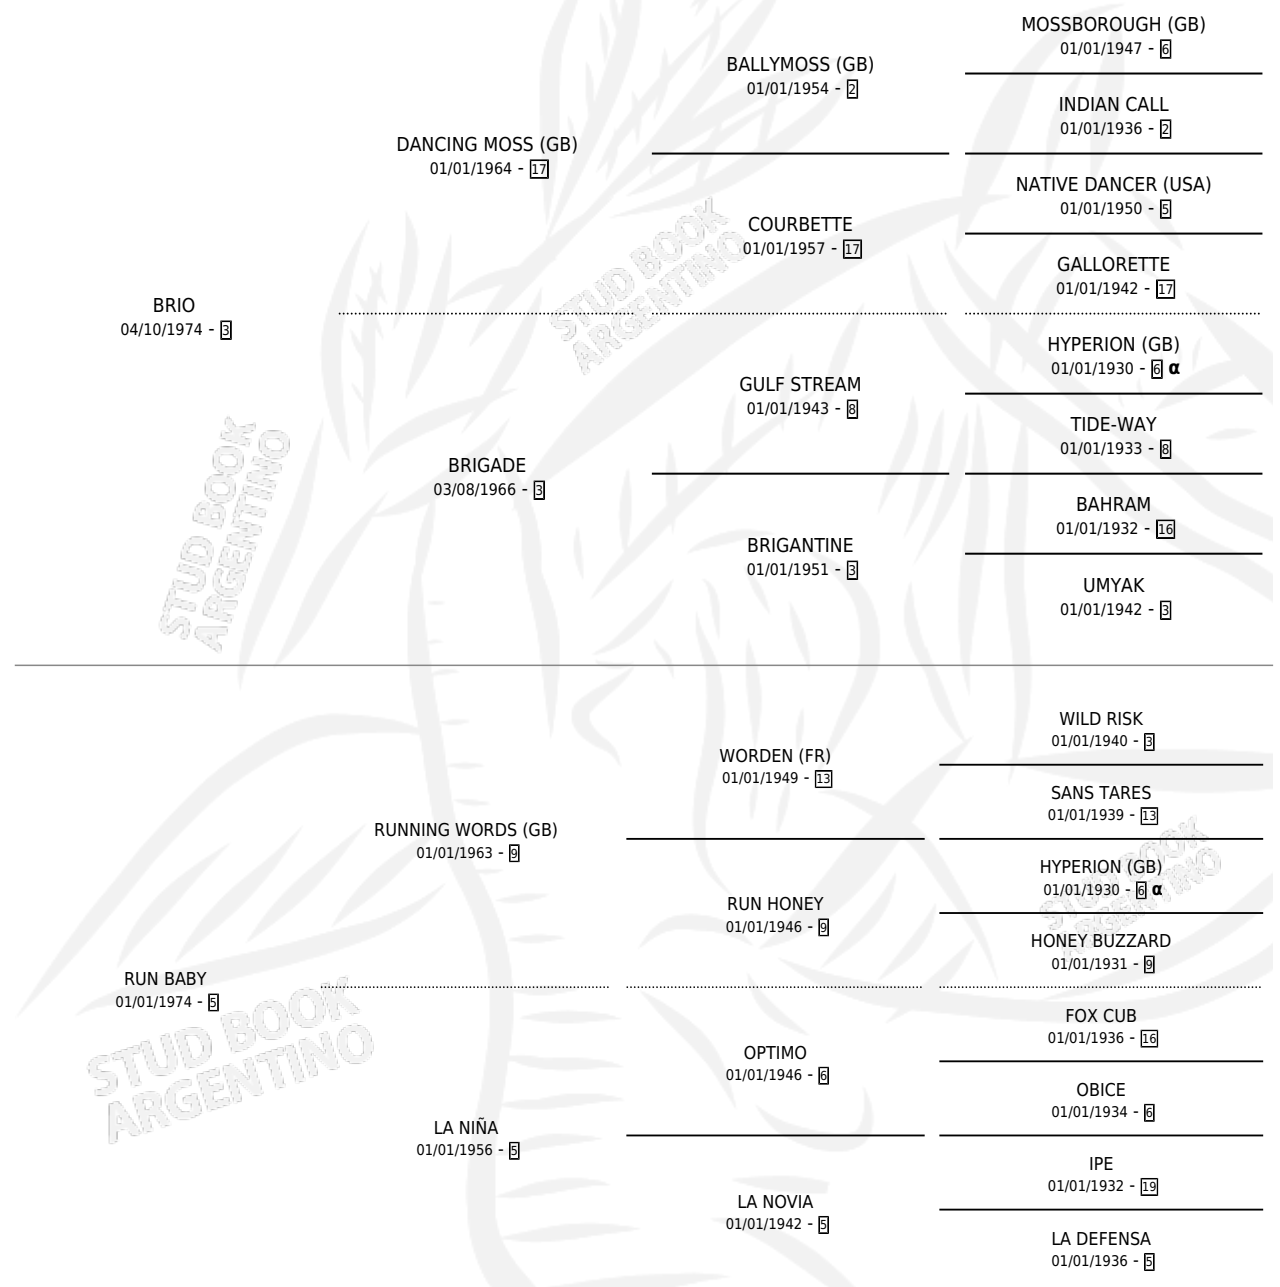 MOSSBOROUGH (GB)
01/01/1947 - 6
BALLYMOSS (GB)
01/01/1954 - 2
INDIAN CALL
01/01/1936 - 2
DANCING MOSS (GB)
01/01/1964 - 17
NATIVE DANCER (USA)
01/01/1950 - 5
COURBETTE
01/01/1957 - 17
GALLORETTE
01/01/1942 - 17
BRIO
04/10/1974 - 3
HYPERION (GB)
01/01/1930 - 6 α
GULF STREAM
01/01/1943 - 8
TIDE-WAY
01/01/1933 - 8
BRIGADE
03/08/1966 - 3
BAHRAM
01/01/1932 - 16
BRIGANTINE
01/01/1951 - 3
UMYAK
01/01/1942 - 3
WILD RISK
01/01/1940 - 3
WORDEN (FR)
01/01/1949 - 13
SANS TARES
01/01/1939 - 13
RUNNING WORDS (GB)
01/01/1963 - 9
HYPERION (GB)
01/01/1930 - 6 α
RUN HONEY
01/01/1946 - 9
HONEY BUZZARD
01/01/1931 - 9
RUN BABY
01/01/1974 - 5
FOX CUB
01/01/1936 - 16
OPTIMO
01/01/1946 - 6
OBICE
01/01/1934 - 6
LA NIÑA
01/01/1956 - 5
IPE
01/01/1932 - 19
LA NOVIA
01/01/1942 - 5
LA DEFENSA
01/01/1936 - 5
STUD BOOK
ARGENTINO
STUD BOOK
ARGENTINO
STUD BOOK
ARGENTINO
STUD BOOK
ARGENTINO